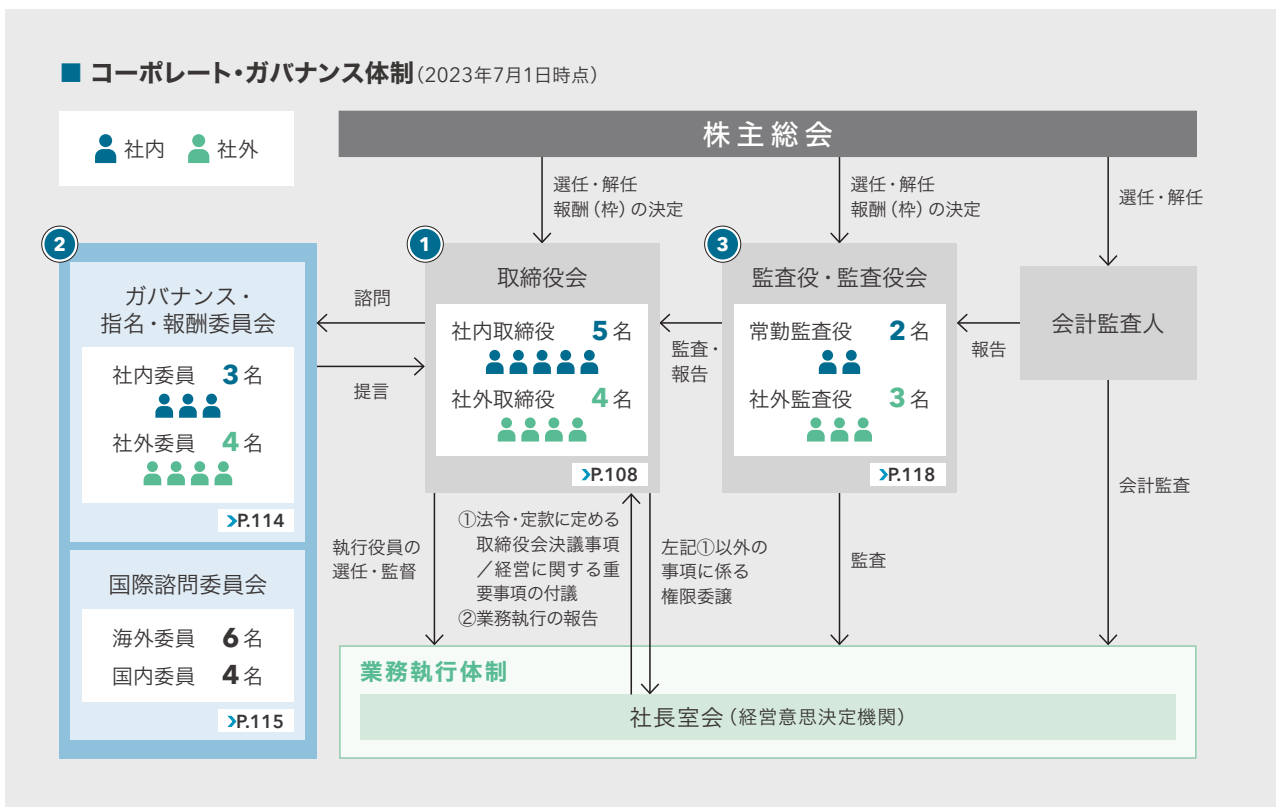 ■ コーポレート・ガバナンス体制(2023年7月1日時点)
社内 社外
株主総会
選任・解任
報酬(枠)の決定
選任・解任
報酬(枠)の決定
選任・解任
2
ガバナンス・
指名・報酬委員会
社内委員 3名
社外委員 4名
>P.114
国際諮問委員会
海外委員 6名
国内委員 4名
>P.115
諮問
提言
1
取締役会
社内取締役 5名
社外取締役 4名
>P.108
監査・
報告
3
監査役・監査役会
常勤監査役 2名
社外監査役 3名
>P.118
報告
会計監査人
執行役員の
選任・監督
①法令・定款に定める
取締役会決議事項
/経営に関する重
要事項の付議
②業務執行の報告
左記①以外の
事項に係る
権限委譲
監査
会計監査
業務執行体制
社長室会(経営意思決定機関)